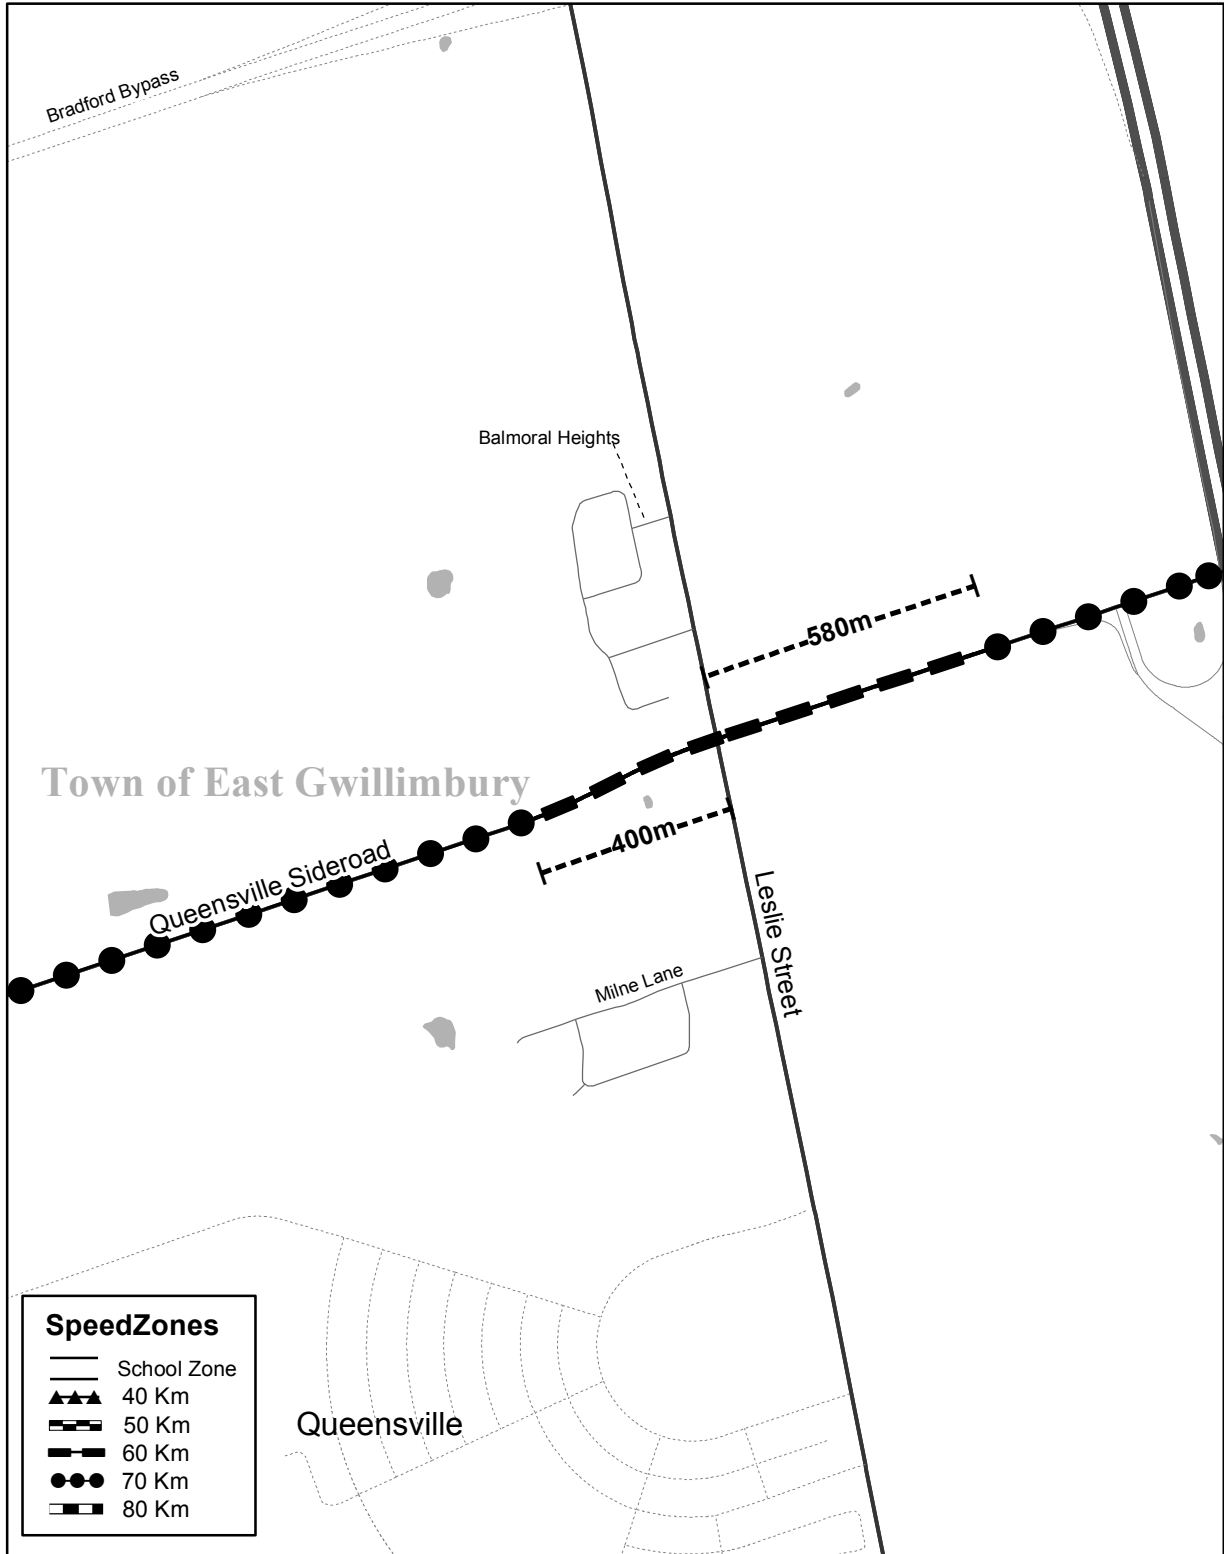 Bradford Bypass
Balmoral Heights
580m
Town of East Gwillimbury
400m
Queensville Sideroad
Leslie Street
Milne Lane
SpeedZones
School Zone
40 Km
50 Km
60 Km
70 Km
80 Km
Queensville